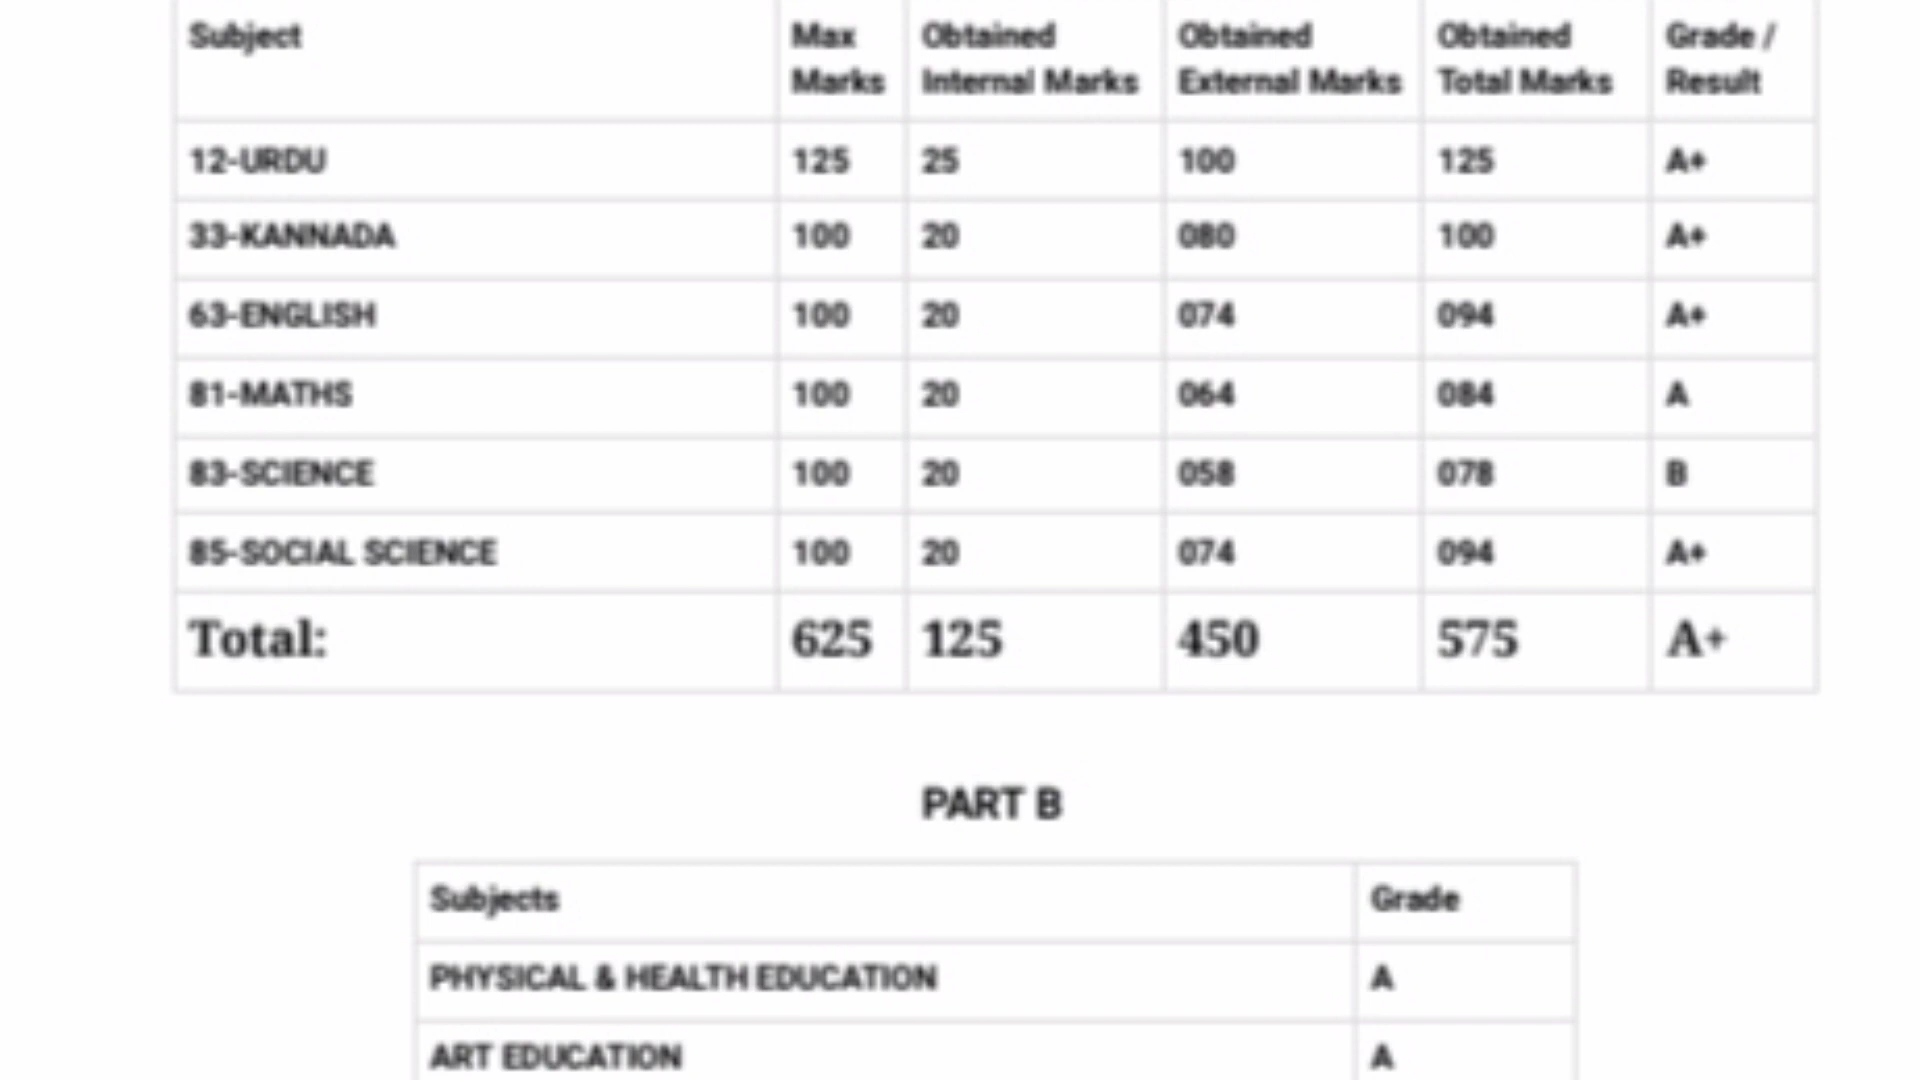 Subject Max Marks Obtained Internal Marks Obtained External Marks Obtained Total Marks Grade / Result
12-URDU 125 25 100 125 A+
33-KANNADA 100 20 080 100 A+
63-ENGLISH 100 20 074 094 A+
81-MATHS 100 20 064 084 A
83-SCIENCE 100 20 058 078 B
85-SOCIAL SCIENCE 100 20 074 094 A+
Total: 625 125 450 575 A+
PART B
Subjects Grade
PHYSICAL & HEALTH EDUCATION A
ART EDUCATION A